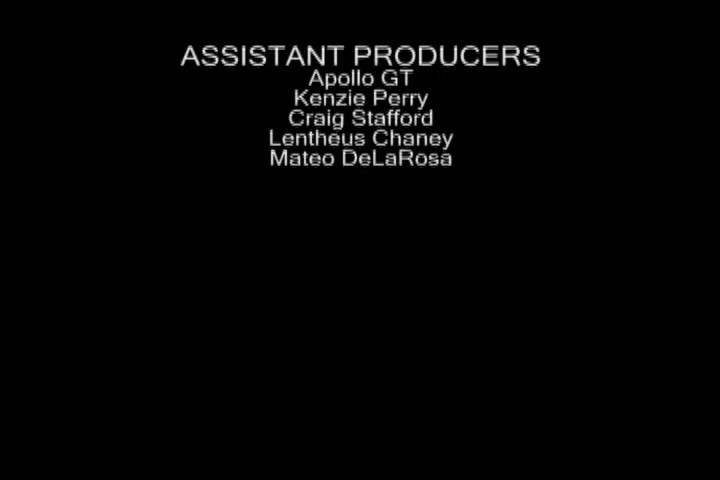 ASSISTANT PRODUCERS
Apollo GT
Kenzie Perry
Craig Stafford
Lentheus Chaney
Mateo DeLaRosa